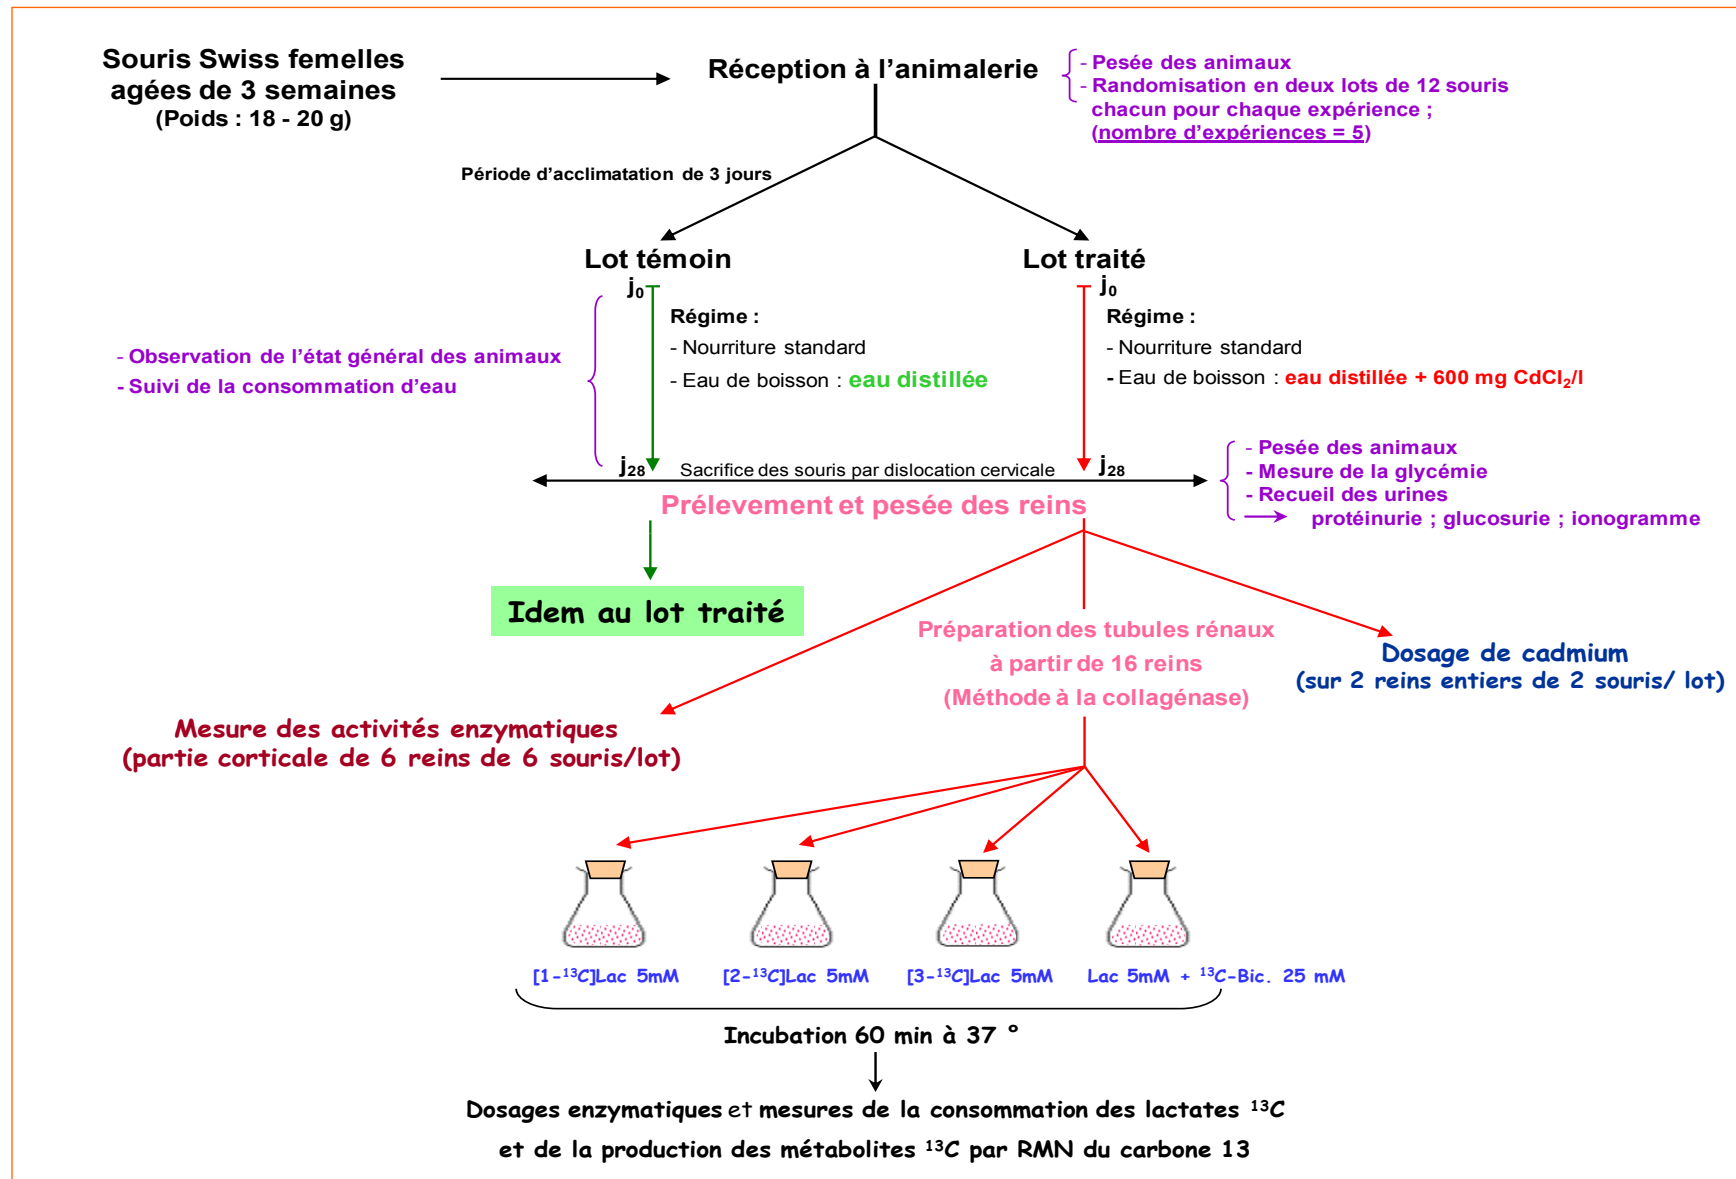 Souris Swiss femelles
agées de 3 semaines
(Poids : 18 - 20 g)
Réception à l’animalerie
- Pesée des animaux
- Randomisation en deux lots de 12 souris
chacun pour chaque expérience ;
(nombre d’expériences = 5)
Période d’acclimatation de 3 jours
Lot témoin
Lot traité
j₀
j₀
Régime :
- Nourriture standard
- Eau de boisson : eau distillée
Régime :
- Nourriture standard
- Eau de boisson : eau distillée + 600 mg CdCl₂/l
- Observation de l’état général des animaux
- Suivi de la consommation d’eau
j₂₈
Sacrifice des souris par dislocation cervicale
j₂₈
- Pesée des animaux
- Mesure de la glycémie
- Recueil des urines
protéinurie ; glucosurie ; ionogramme
Prélevement et pesée des reins
Idem au lot traité
Préparation des tubules rénaux
à partir de 16 reins
(Méthode à la collagénase)
Dosage de cadmium
(sur 2 reins entiers de 2 souris/ lot)
Mesure des activités enzymatiques
(partie corticale de 6 reins de 6 souris/lot)
[1-¹³C]Lac 5mM
[2-¹³C]Lac 5mM
[3-¹³C]Lac 5mM
Lac 5mM + ¹³C-Bic. 25 mM
Incubation 60 min à 37 °
Dosages enzymatiques et mesures de la consommation des lactates ¹³C
et de la production des métabolites ¹³C par RMN du carbone 13